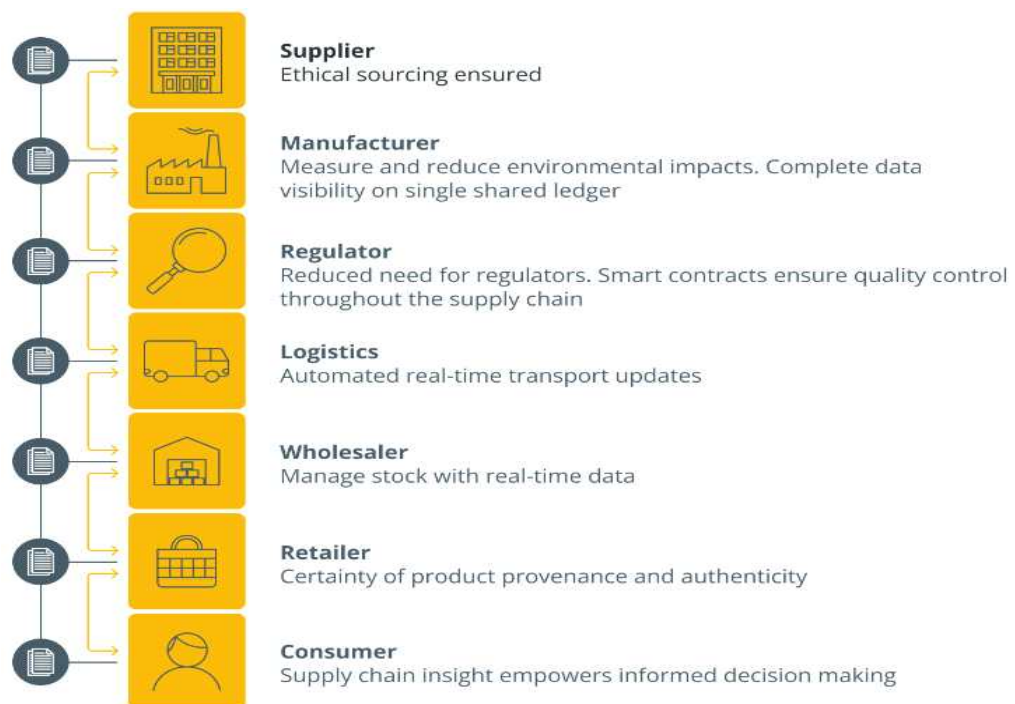 Supplier
Ethical sourcing ensured
Manufacturer
Measure and reduce environmental impacts. Complete data
visibility on single shared ledger
Regulator
Reduced need for regulators. Smart contracts ensure quality control
throughout the supply chain
Logistics
Automated real-time transport updates
Wholesaler
Manage stock with real-time data
Retailer
Certainty of product provenance and authenticity
Consumer
Supply chain insight empowers informed decision making